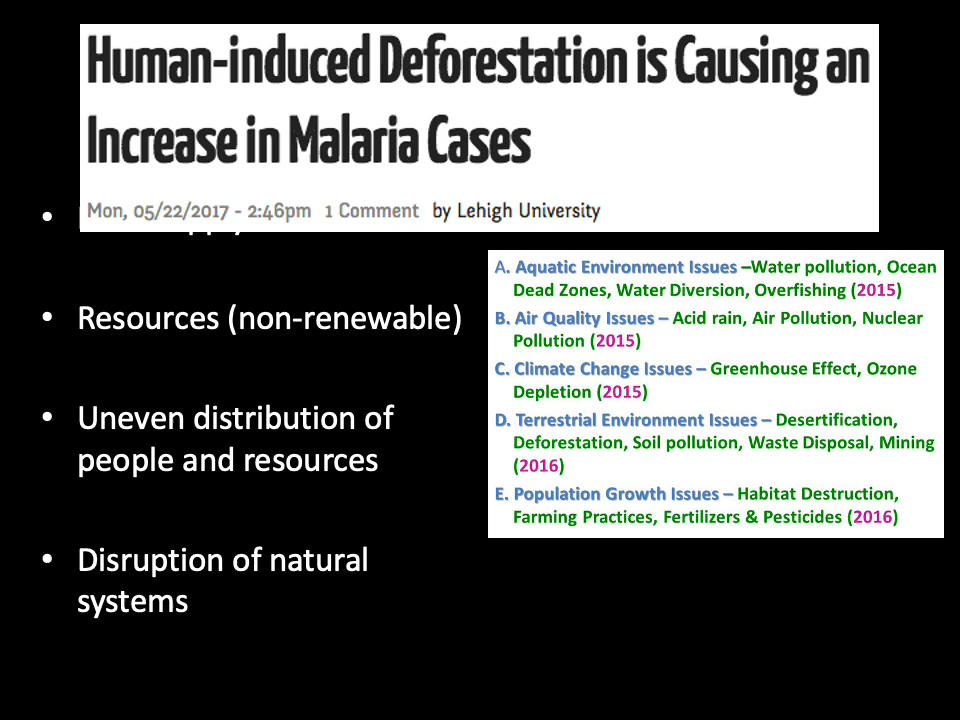 Human-induced Deforestation is Causing an
Increase in Malaria Cases
Mon, 05/22/2017 - 2:46pm 1 Comment by Lehigh University
• Resources (non-renewable)
• Uneven distribution of
people and resources
• Disruption of natural
systems
A. Aquatic Environment Issues –Water pollution, Ocean
Dead Zones, Water Diversion, Overfishing (2015)
B. Air Quality Issues – Acid rain, Air Pollution, Nuclear
Pollution (2015)
C. Climate Change Issues – Greenhouse Effect, Ozone
Depletion (2015)
D. Terrestrial Environment Issues – Desertification,
Deforestation, Soil pollution, Waste Disposal, Mining
(2016)
E. Population Growth Issues – Habitat Destruction,
Farming Practices, Fertilizers & Pesticides (2016)